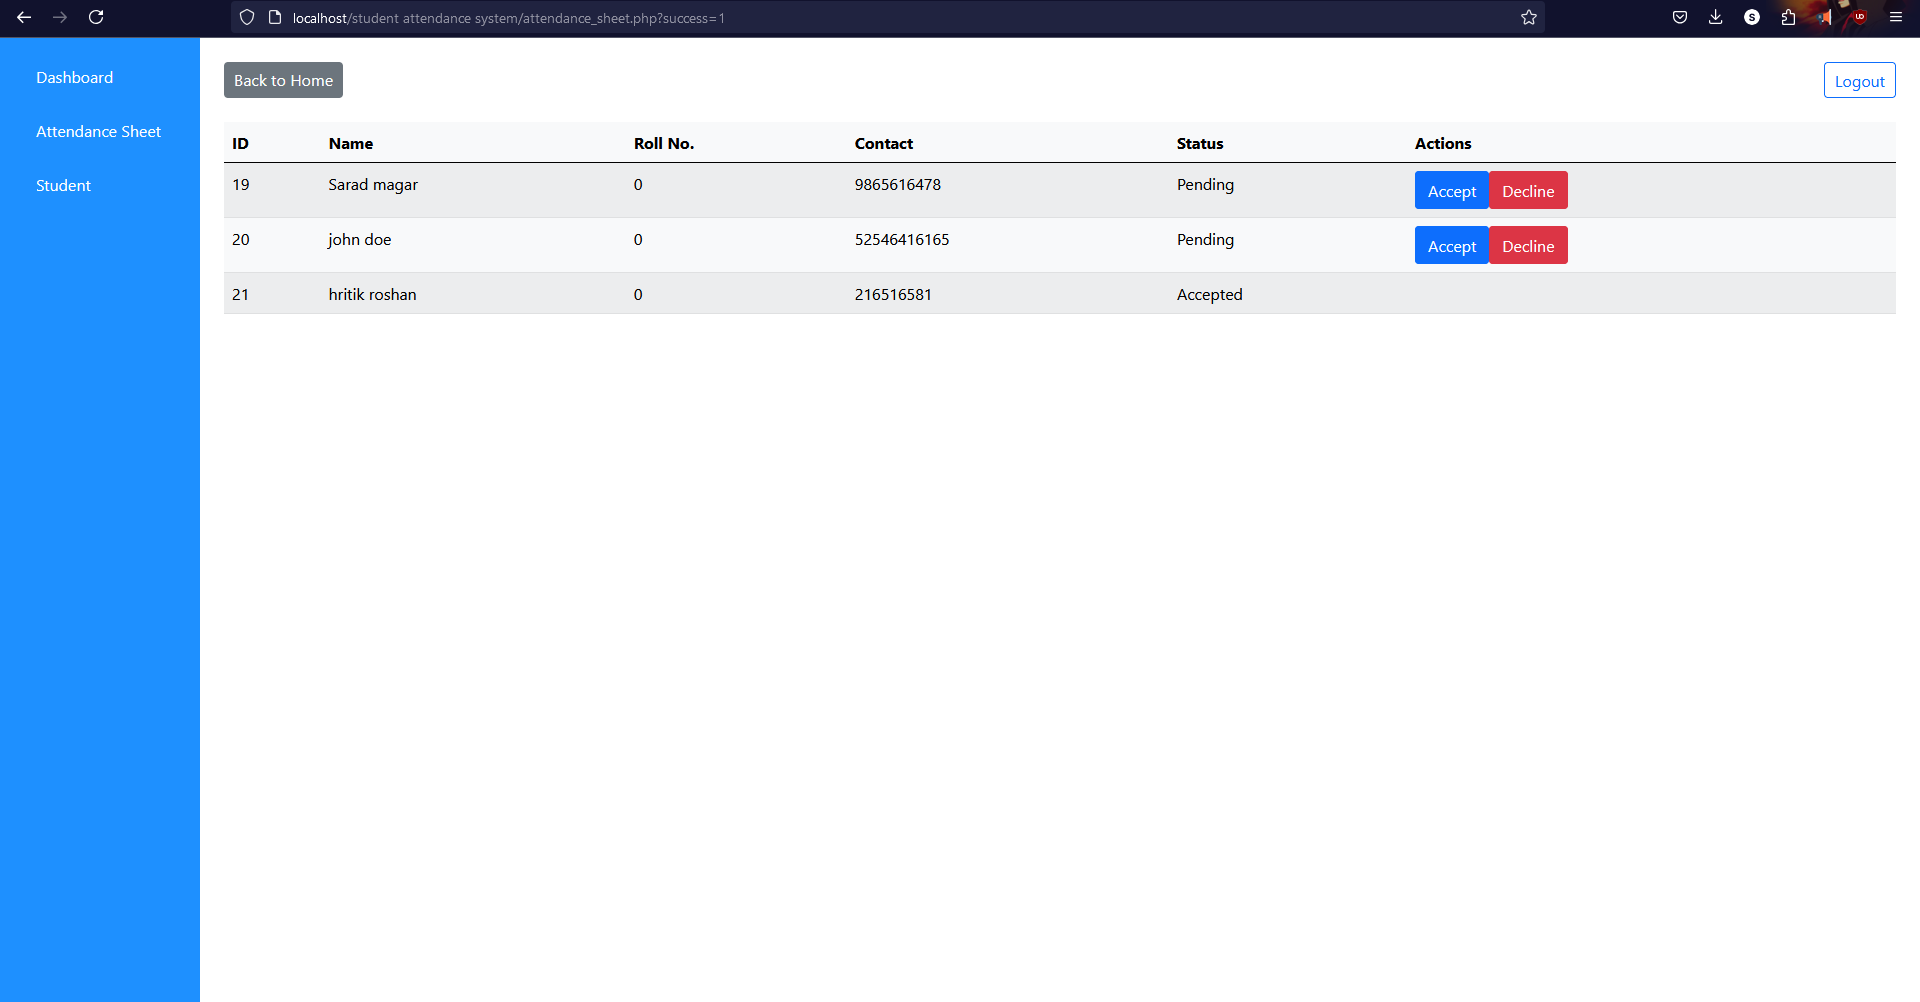 localhost/student attendance system/attendance_sheet.php?success=1
S
UD
Dashboard
Attendance Sheet
Student
Back to Home
Logout
ID Name Roll No. Contact Status Actions
19 Sarad magar 0 9865616478 Pending Accept Decline
20 john doe 0 52546416165 Pending Accept Decline
21 hritik roshan 0 216516581 Accepted